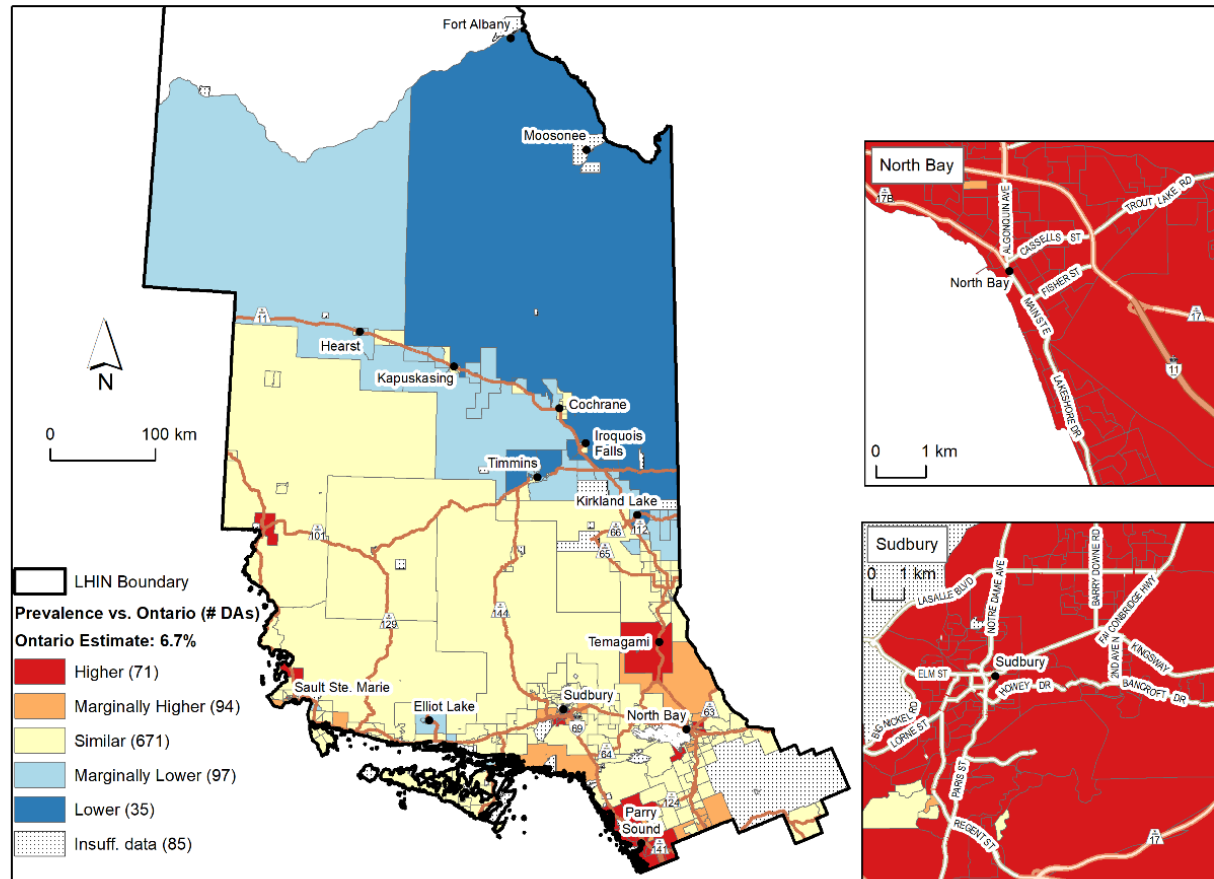 Fort Albany
Moosonee
11
Hearst
Kapuskasing
Cochrane
Iroquois
Falls
Timmins
Kirkland Lake
66
112
65
101
144
129
Temagami
Sault Ste. Marie
Elliot Lake
Sudbury
North Bay
63
69
64
124
Parry
Sound
141
N
0 100 km
LHIN Boundary
Prevalence vs. Ontario (# DAs)
Ontario Estimate: 6.7%
Higher (71)
Marginally Higher (94)
Similar (671)
Marginally Lower (97)
Lower (35)
Insuff. data (85)
North Bay
17B
ALGONQUIN AVE
TROUT LAKE RD
CASSELLS ST
North Bay
FISHER ST
MAIN ST E
17
11
LAKESHORE DR
0 1 km
Sudbury
0 1 km
LASALLE BLVD
NOTRE DAME AVE
BARRY DOWNE RD
FALCONBRIDGE HWY
KINGSWAY
2ND AVE N
Sudbury
ELM ST
HOWEY DR
BANCROFT DR
BIG NICKEL RD
LORNE ST
PARIS ST
REGENT ST
17